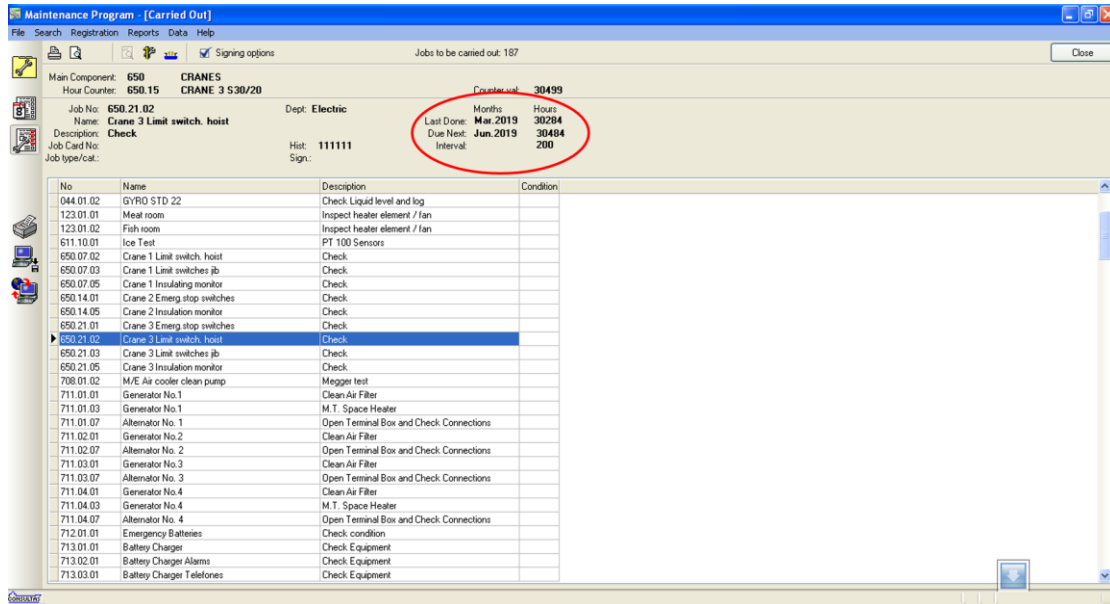 Maintenance Program - [Carried Out]
File Search Registration Reports Data Help
Signing options Jobs to be carried out: 187 Close
Main Component: 650 CRANES
Hour Counter: 650.15 CRANE 3 S30/20 Counter val: 30499
Job No: 650.21.02 Dept: Electric Months Hours
Name: Crane 3 Limit switch. hoist Last Done: Mar.2019 30284
Description: Check Due Next: Jun.2019 30484
Job Card No: Hist: 111111 Interval: 200
Job type/cat.: Sign.:
No Name Description Condition
044.01.02 GYRO STD 22 Check Liquid level and log
123.01.01 Meat room Inspect heater element / fan
123.01.02 Fish room Inspect heater element / fan
611.10.01 Ice Test PT 100 Sensors
650.07.02 Crane 1 Limit switch. hoist Check
650.07.03 Crane 1 Limit switches jib Check
650.07.05 Crane 1 Insulating monitor Check
650.14.01 Crane 2 Emerg.stop switches Check
650.14.05 Crane 2 Insulation monitor Check
650.21.01 Crane 3 Emerg.stop switches Check
650.21.02 Crane 3 Limit switch. hoist Check
650.21.03 Crane 3 Limit switches jib Check
650.21.05 Crane 3 Insulation monitor Check
708.01.02 M/E Air cooler clean pump Megger test
711.01.01 Generator No.1 Clean Air Filter
711.01.03 Generator No.1 M.T. Space Heater
711.01.07 Alternator No. 1 Open Terminal Box and Check Connections
711.02.01 Generator No.2 Clean Air Filter
711.02.07 Alternator No. 2 Open Terminal Box and Check Connections
711.03.01 Generator No.3 Clean Air Filter
711.03.07 Alternator No. 3 Open Terminal Box and Check Connections
711.04.01 Generator No.4 Clean Air Filter
711.04.03 Generator No.4 M.T. Space Heater
711.04.07 Alternator No. 4 Open Terminal Box and Check Connections
712.01.01 Emergency Batteries Check condition
713.01.01 Battery Charger Check Equipment
713.02.01 Battery Charger Alarms Check Equipment
713.03.01 Battery Charger Telefones Check Equipment